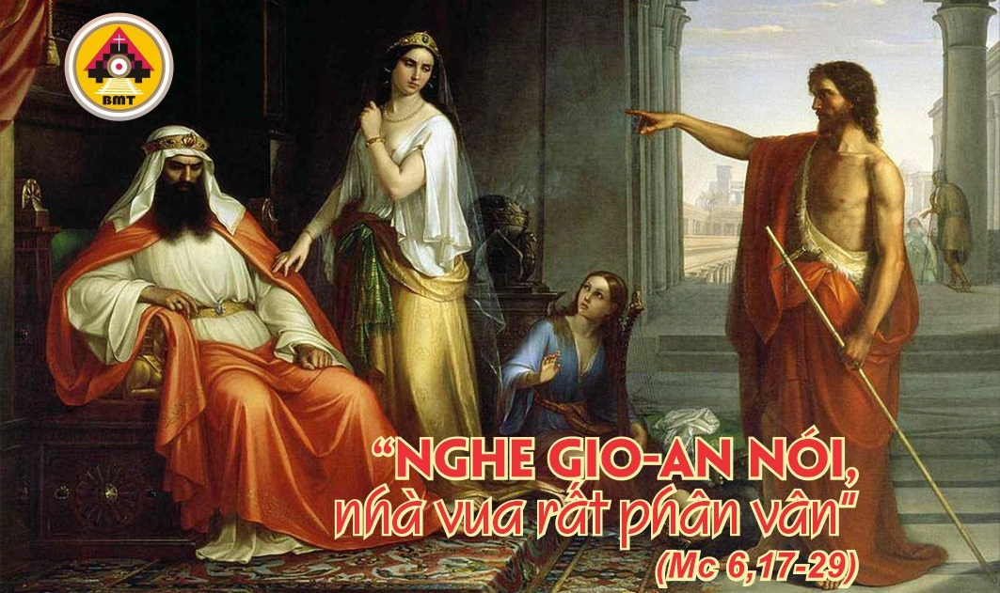 BMT
“NGHE GIO-AN NÓI,
nhà vua rất phân vân"
(Mc 6,17-29)